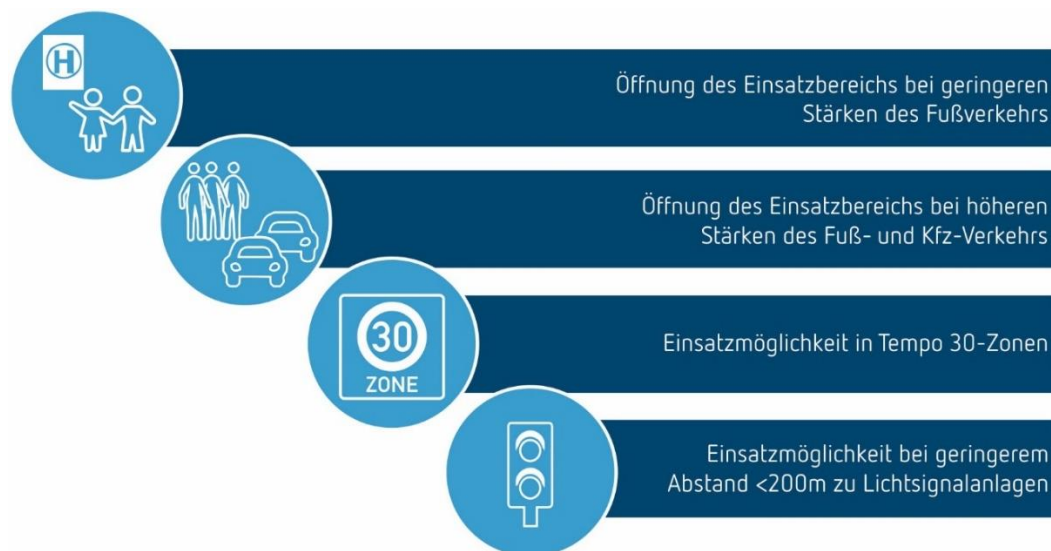 H
Öffnung des Einsatzbereichs bei geringeren
Stärken des Fußverkehrs
Öffnung des Einsatzbereichs bei höheren
Stärken des Fuß- und Kfz-Verkehrs
30
ZONE
Einsatzmöglichkeit in Tempo 30-Zonen
Einsatzmöglichkeit bei geringerem
Abstand <200m zu Lichtsignalanlagen